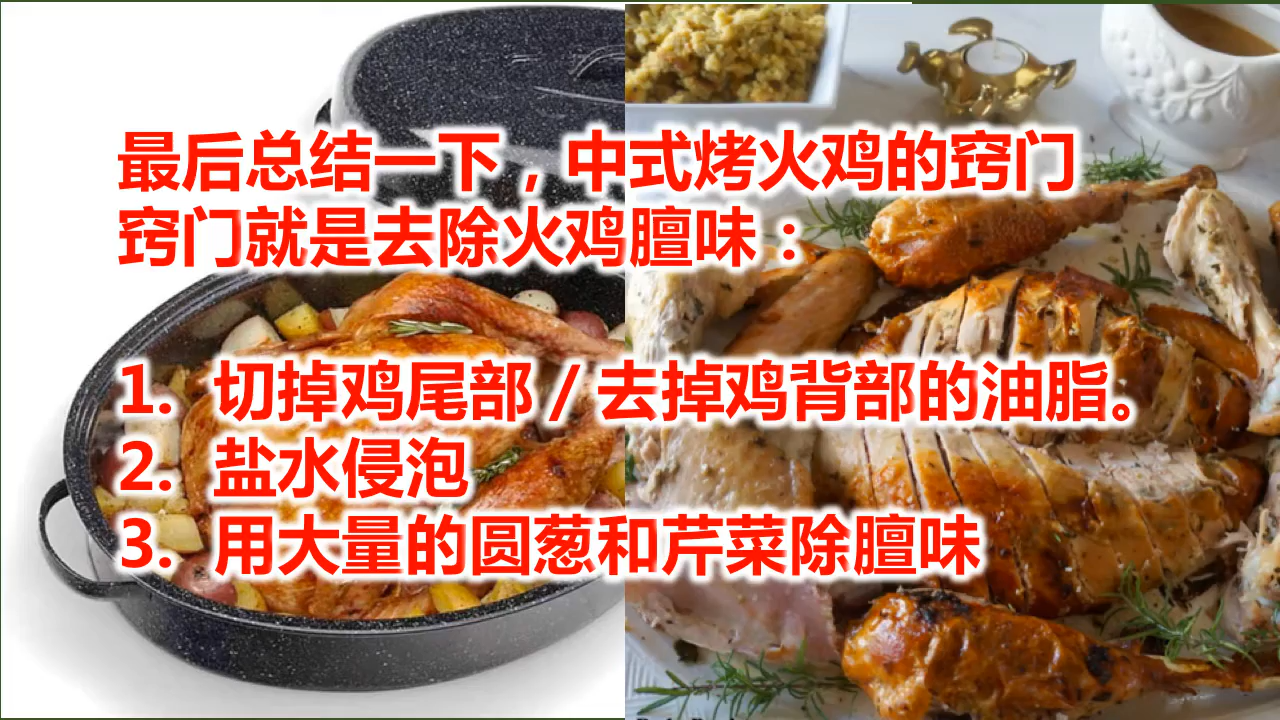 最后总结一下，中式烤火鸡的窍门
窍门就是去除火鸡膻味：
1. 切掉鸡尾部 / 去掉鸡背部的油脂。
2. 盐水侵泡
3. 用大量的圆葱和芹菜除膻味